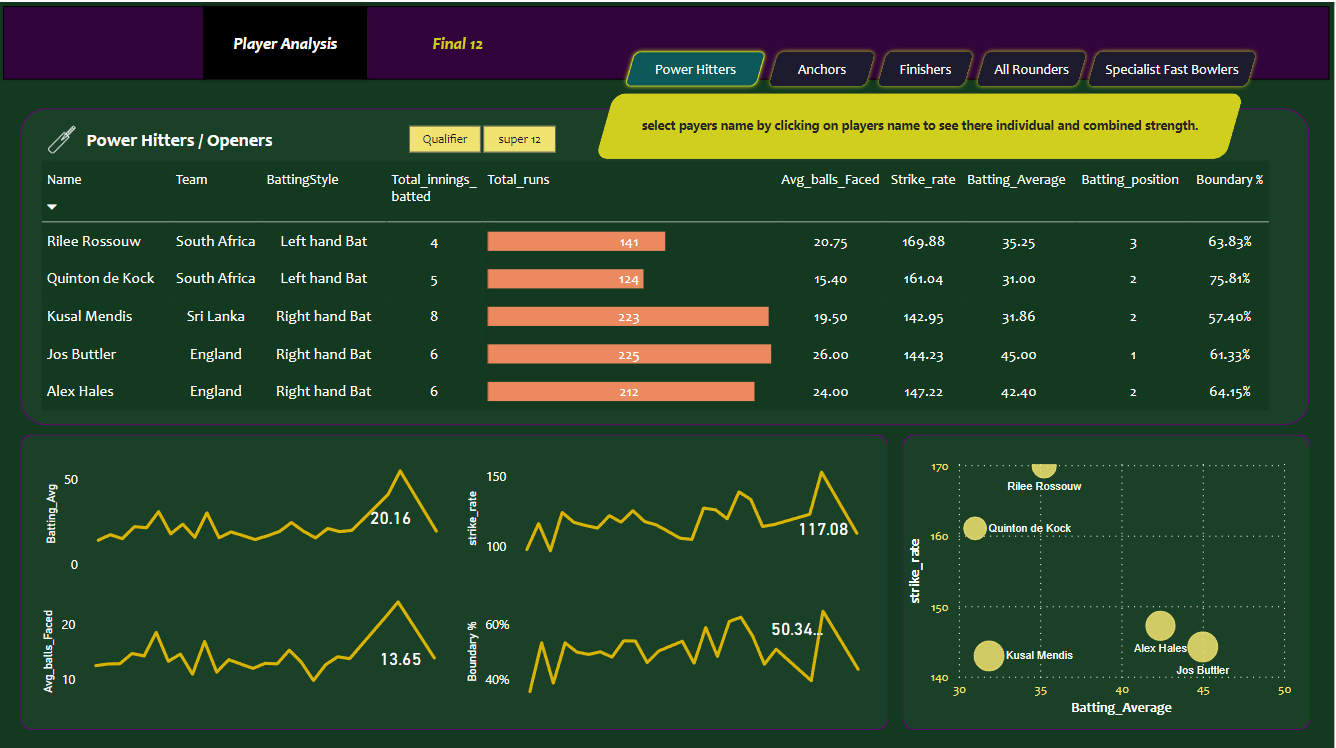 Player Analysis
Final 12
Power Hitters
Anchors
Finishers
All Rounders
Specialist Fast Bowlers
select payers name by clicking on players name to see there individual and combined strength.
Power Hitters / Openers
Qualifier
super 12
Name Team BattingStyle Total_innings_ Total_runs Avg_balls_Faced Strike_rate Batting_Average Batting_position Boundary %
batted
Rilee Rossouw South Africa Left hand Bat 4 141 20.75 169.88 35.25 3 63.83%
Quinton de Kock South Africa Left hand Bat 5 124 15.40 161.04 31.00 2 75.81%
Kusal Mendis Sri Lanka Right hand Bat 8 223 19.50 142.95 31.86 2 57.40%
Jos Buttler England Right hand Bat 6 225 26.00 144.23 45.00 1 61.33%
Alex Hales England Right hand Bat 6 212 24.00 147.22 42.40 2 64.15%
Batting_Avg
50
0
20.16
strike_rate
150
100
117.08
Avg_balls_Faced
20
10
13.65
Boundary %
60%
40%
50.34...
strike_rate
170
160
150
140
Rilee Rossouw
Quinton de Kock
Kusal Mendis
Alex Hales
Jos Buttler
30 35 40 45 50
Batting_Average